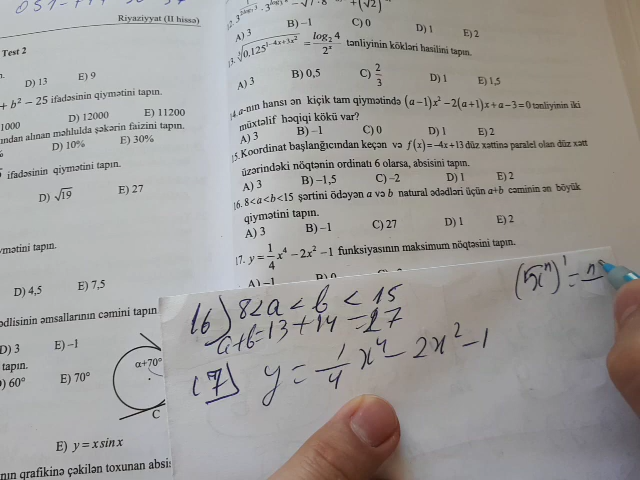 Riyaziyyat (II hissə)
Test 2
D) 13 E) 9
+ b² − 25 ifadəsinin qiymətini tapın.
D) 12000 E) 11200
ından alınan məhlulda şəkərin faizini tapın.
D) 10% E) 30%
ifadəsinin qiymətini tapın.
D) √19 E) 27
ymətini tapın.
D) 4,5 E) 7,5
ədlisinin əmsallarının cəmini tapın
D) 3 E) −1
tapın.
D) 60° E) 70°
α+70°
C
E) y = x sin x
nın qrafikinə çəkilən toxunan absi
A) 3 B) −1 C) 0 D) 1 E) 2
tənliyinin kökləri hasilini tapın.
A) 3 B) 0,5 C) 2/3 D) 1 E) 1,5
14. a-nın hansı ən kiçik tam qiymətində (a−1)x² − 2(a+1)x + a − 3 = 0 tənliyinin iki
müxtəlif həqiqi kökü var?
A) 3 B) −1 C) 0 D) 1 E) 2
15. Koordinat başlanğıcından keçən və f(x) = −4x+13 düz xəttinə paralel olan düz xətt
üzərindəki nöqtənin ordinatı 6 olarsa, absisini tapın.
A) 3 B) −1,5 C) −2 D) 1 E) 2
16. 8 < a < b < 15 şərtini ödəyən a və b natural ədədləri üçün a+b cəminin ən böyük
qiymətini tapın.
A) 3 B) −1 C) 27 D) 1 E) 2
17. y = 1/4 x⁴ − 2x² − 1 funksiyasının maksimum nöqtəsini tapın.
A) −1 B) 0
16) 8 < a < b < 15
a+b=13+14=27
17) y = 1/4 x⁴ − 2x² − 1